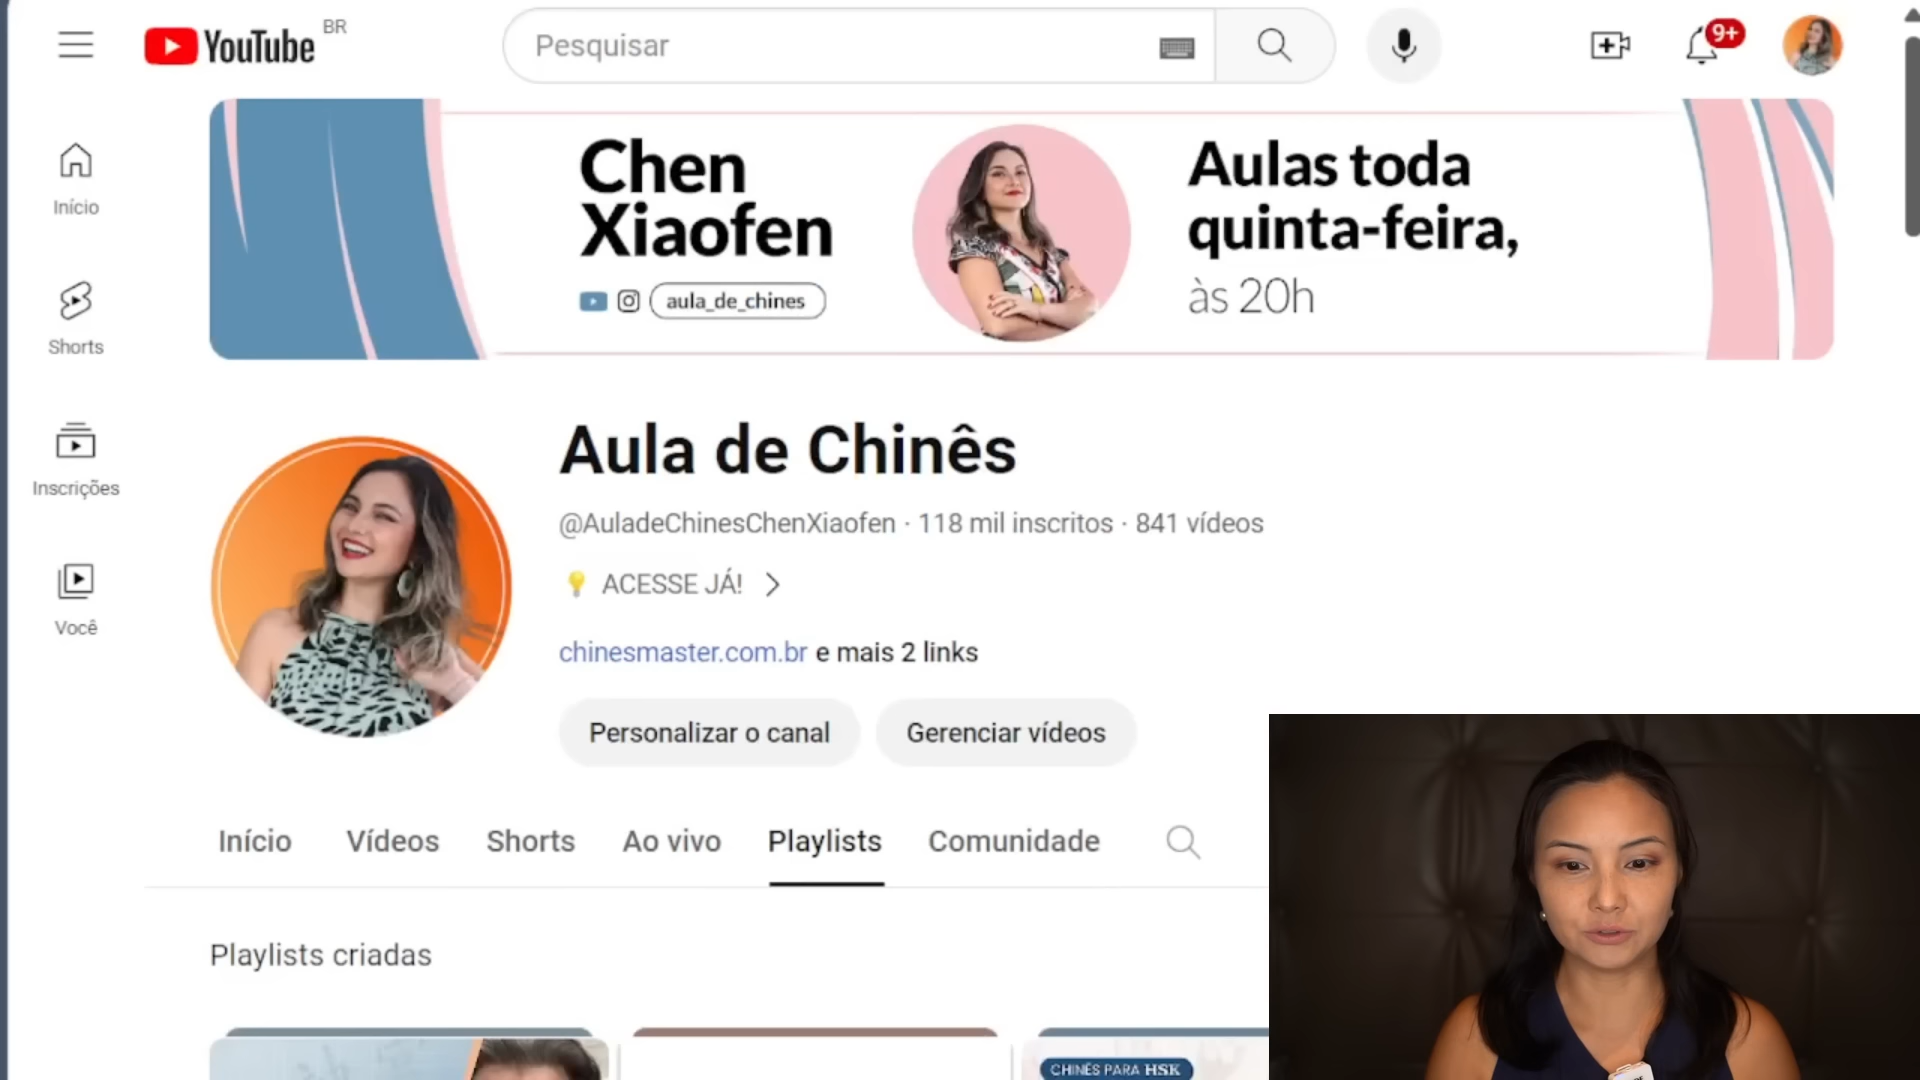 YouTube BR
Pesquisar
9+
Início
Shorts
Inscrições
Você
Chen
Xiaofen
aula_de_chines
Aulas toda
quinta-feira,
às 20h
Aula de Chinês
@AuladeChinesChenXiaofen · 118 mil inscritos · 841 vídeos
ACESSE JÁ!
chinesmaster.com.br e mais 2 links
Personalizar o canal
Gerenciar vídeos
Início
Vídeos
Shorts
Ao vivo
Playlists
Comunidade
Playlists criadas
CHINÊS PARA HSK